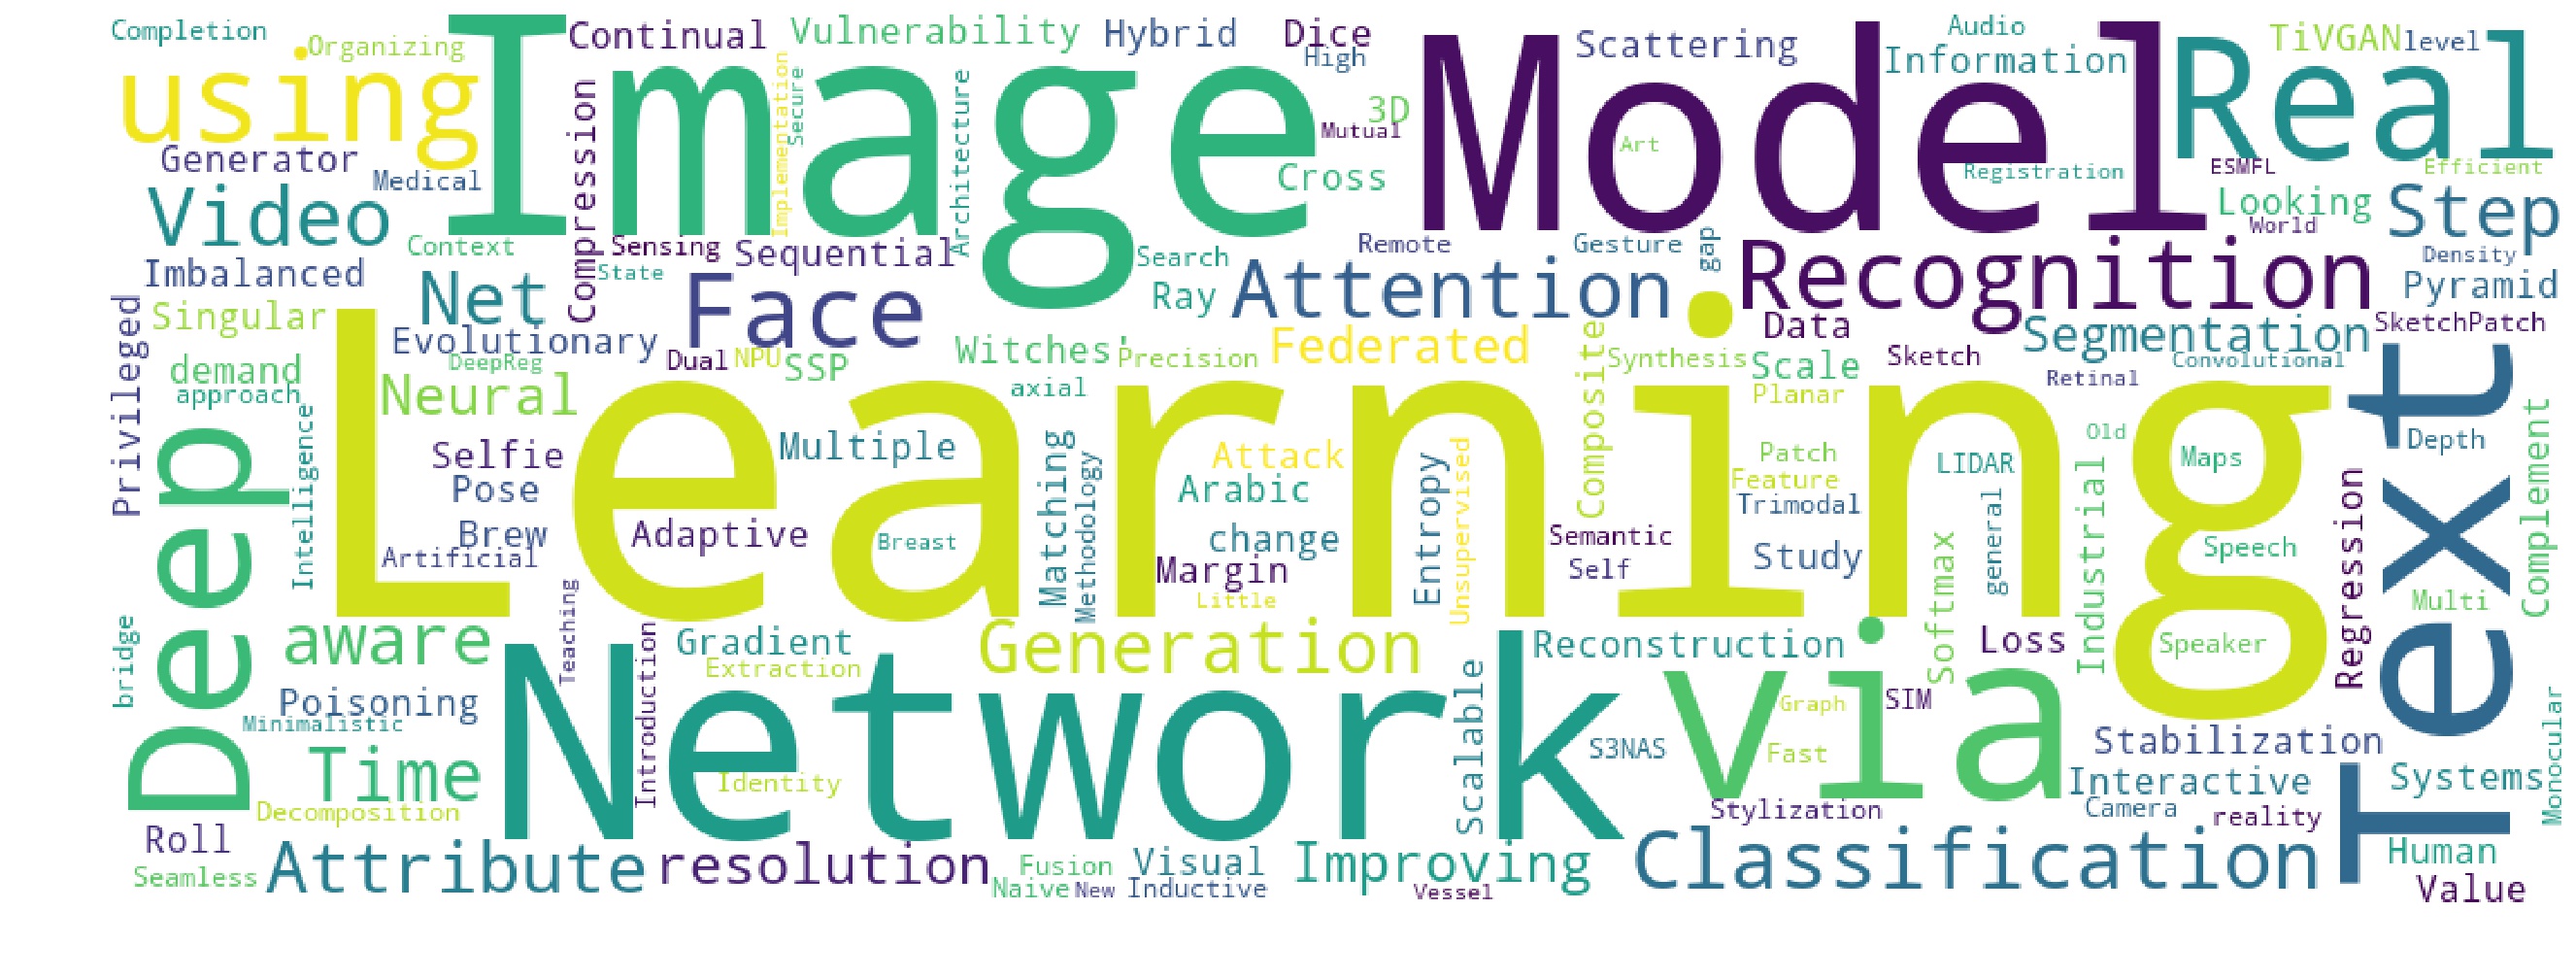 Completion
Organizing
using
Image
Continual
Vulnerability
Hybrid
Dice
High
Model
Scattering
Audio
Information
Real
TiVGAN
level
Generator
Medical
Video
Compression
Implementation
Secure
Architecture
3D
Mutual
Cross
Art
Registration
ESMFL
Efficient
Looking
World
Step
Context
Sensing
State
Sequential
Search
Remote
Gesture
gap
Recognition
Density
Pyramid
Imbalanced
Net
Face
Ray
Attention
Singular
Evolutionary
Privileged
Witches'
Precision
Federated
Composite
Data
Segmentation
SketchPatch
DeepReg
Dual
NPU
SSP
Synthesis
Scale
Sketch
Convolutional
Retinal
demand
approach
Neural
axial
Planar
Learning
Text
Deep
Intelligence
Selfie
Multiple
Matching
Methodology
Attack
Entropy
Unsupervised
Patch
Feature
LIDAR
Old
Maps
Depth
Complement
Pose
Arabic
Trimodal
general
Industrial
Regression
Brew
Artificial
Adaptive
Breast
change
Margin
Little
Semantic
Self
Study
Softmax
Speech
Multi
Speaker
bridge
aware
Teaching
Introduction
Gradient
Extraction
Generation
Reconstruction
Loss
Poisoning
Minimalistic
Network
Scalable
via
Graph
SIM
S3NAS
Fast
Stabilization
Monocular
Time
Decomposition
Identity
Interactive
Systems
Stylization
Camera
reality
Roll
Seamless
Attribute
resolution
Fusion
Naive
New
Visual
Inductive
Improving
Vessel
Classification
Human
Value